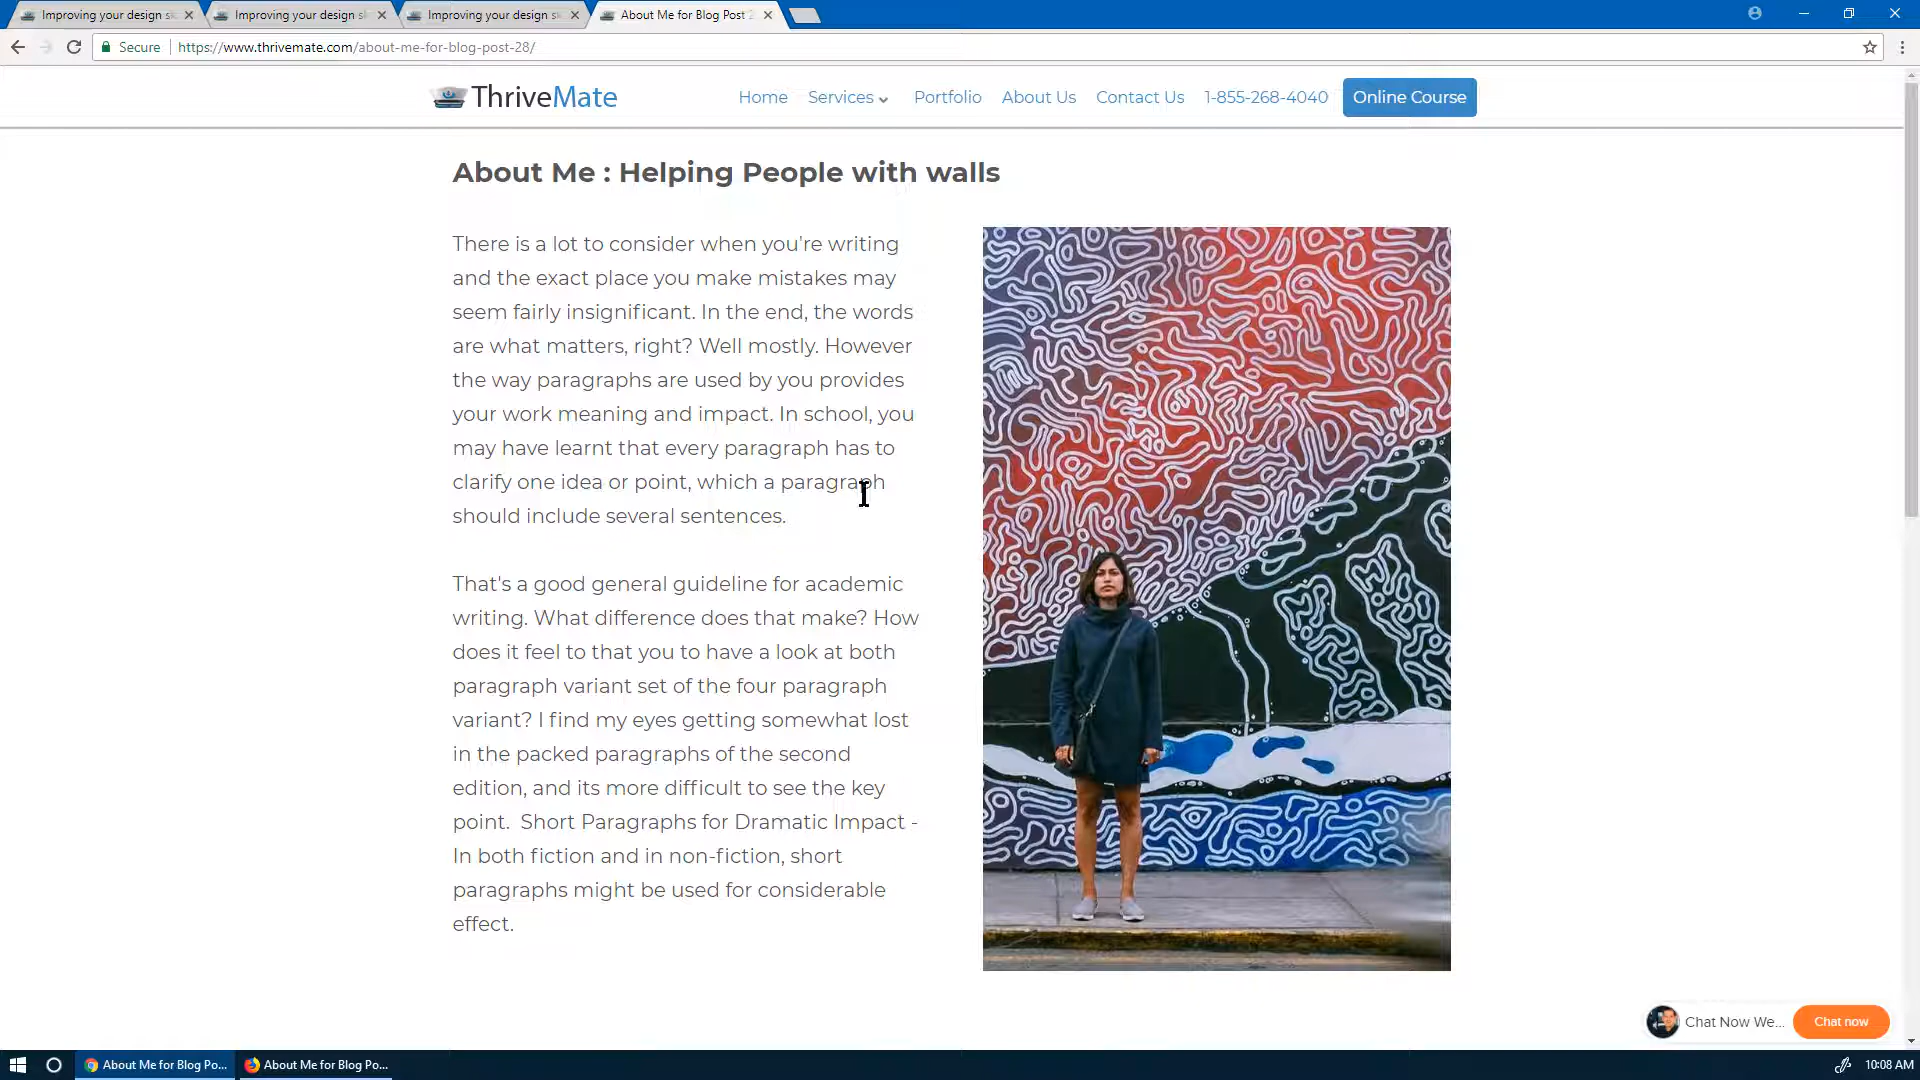 Improving your design s
Improving your design s
Improving your design s
About Me for Blog Post 2
Secure
https://www.thrivemate.com/about-me-for-blog-post-28/
ThriveMate
Home
Services
Portfolio
About Us
Contact Us
1-855-268-4040
Online Course
About Me : Helping People with walls
There is a lot to consider when you're writing
and the exact place you make mistakes may
seem fairly insignificant. In the end, the words
are what matters, right? Well mostly. However
the way paragraphs are used by you provides
your work meaning and impact. In school, you
may have learnt that every paragraph has to
clarify one idea or point, which a paragraph
should include several sentences.
That's a good general guideline for academic
writing. What difference does that make? How
does it feel to that you to have a look at both
paragraph variant set of the four paragraph
variant? I find my eyes getting somewhat lost
in the packed paragraphs of the second
edition, and its more difficult to see the key
point.  Short Paragraphs for Dramatic Impact -
In both fiction and in non-fiction, short
paragraphs might be used for considerable
effect.
Chat Now We...
Chat now
About Me for Blog Po...
About Me for Blog Po...
10:08 AM